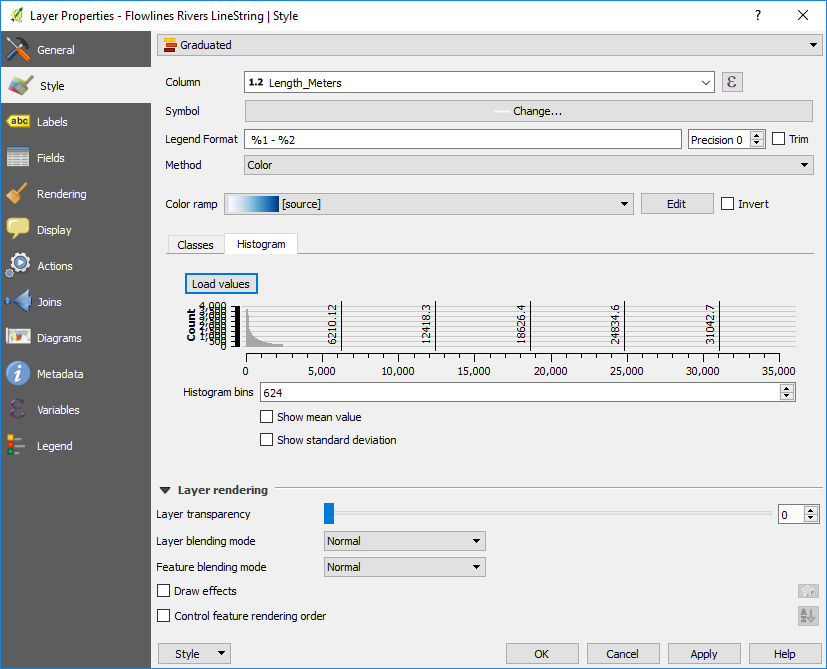 Layer Properties - Flowlines Rivers LineString | Style
?
General
Style
abc Labels
Fields
Rendering
Display
Actions
Joins
Diagrams
Metadata
Variables
Legend
Graduated
Column 1.2 Length_Meters ε
Symbol Change...
Legend Format %1 - %2 Precision 0 Trim
Method Color
Color ramp [source] Edit Invert
Classes Histogram
Load values
Count
4,000
3,500
3,000
2,500
2,000
1,500
1,000
500
0
6210.12 12418.3 18626.4 24834.6 31042.7
0 5,000 10,000 15,000 20,000 25,000 30,000 35,000
Histogram bins 624
Show mean value
Show standard deviation
Layer rendering
Layer transparency 0
Layer blending mode Normal
Feature blending mode Normal
Draw effects
Control feature rendering order
Style OK Cancel Apply Help